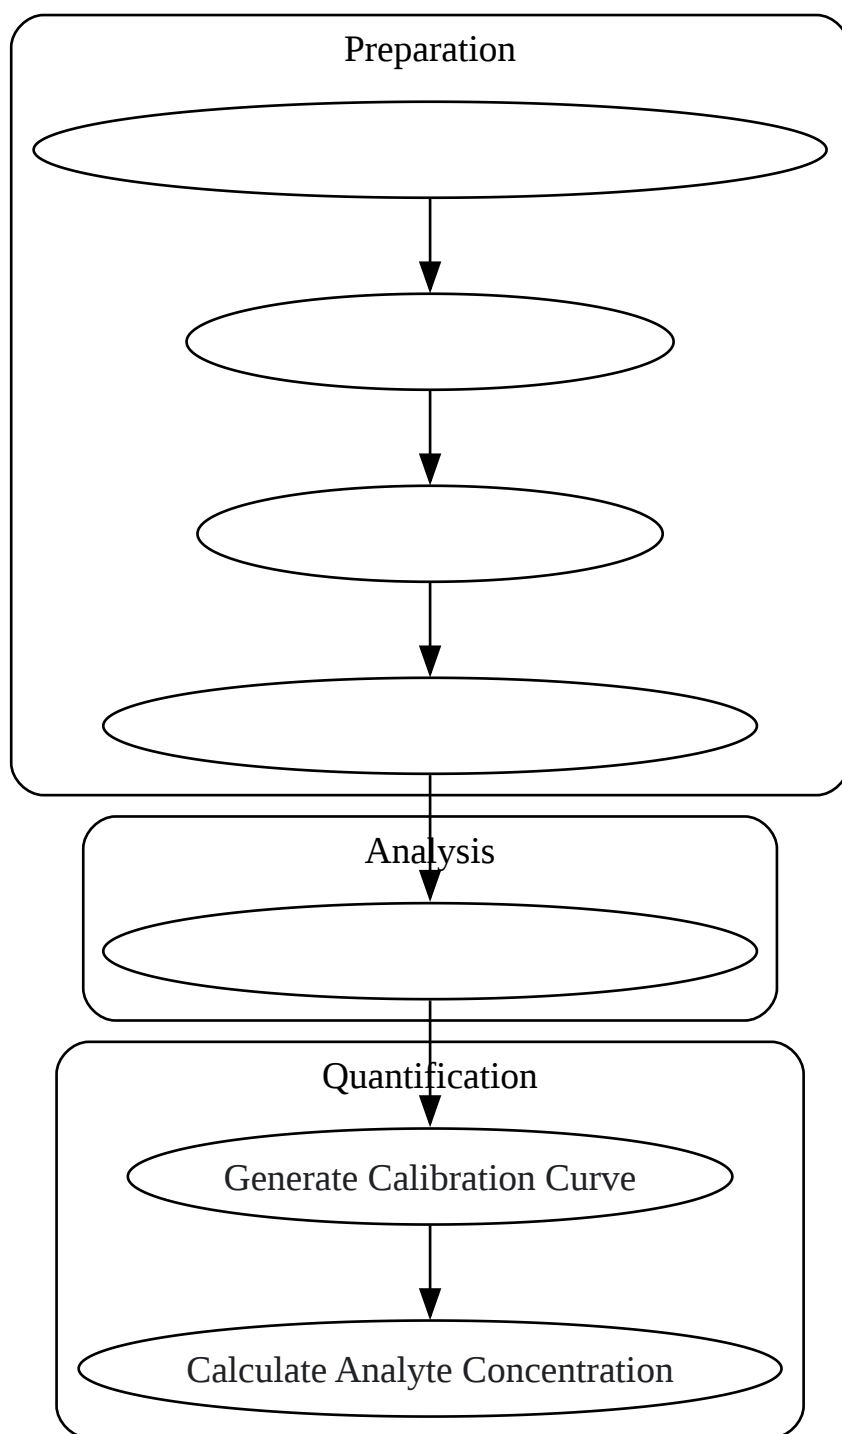 Preparation
Analysis
Quantification
Generate Calibration Curve
Calculate Analyte Concentration